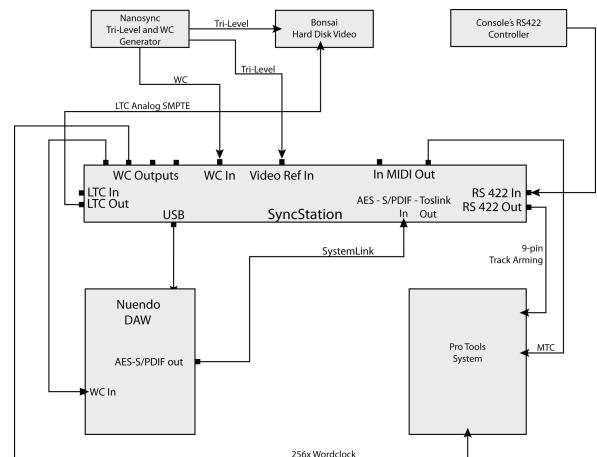 Nanosync
Tri-Level and WC
Generator
Tri-Level
Bonsai
Hard Disk Video
Console's RS422
Controller
Tri-Level
WC
LTC Analog SMPTE
WC Outputs
WC In
Video Ref In
In MIDI Out
LTC In
LTC Out
USB
SyncStation
AES - S/PDIF - Toslink
In
Out
RS 422 In
RS 422 Out
SystemLink
9-pin
Track Arming
Nuendo
DAW
AES-S/PDIF out
WC In
Pro Tools
System
MTC
256x Wordclock